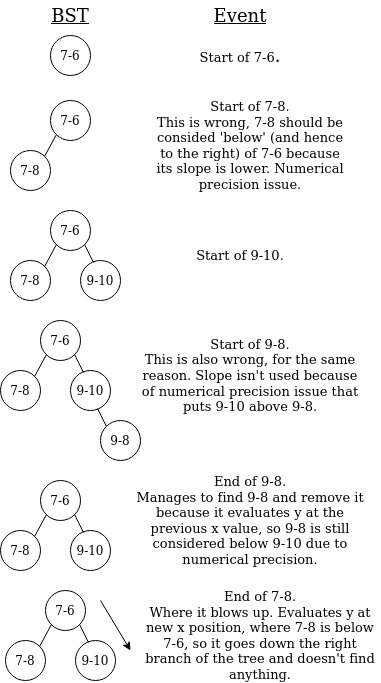 BST Event
7-6
Start of 7-6.
7-6
7-8
Start of 7-8.
This is wrong, 7-8 should be
consided 'below' (and hence
to the right) of 7-6 because
its slope is lower. Numerical
precision issue.
7-6
7-8 9-10
Start of 9-10.
7-6
7-8 9-10
9-8
Start of 9-8.
This is also wrong, for the same
reason. Slope isn't used because
of numerical precision issue that
puts 9-10 above 9-8.
7-6
7-8 9-10
End of 9-8.
Manages to find 9-8 and remove it
because it evaluates y at the
previous x value, so 9-8 is still
considered below 9-10 due to
numerical precision.
7-6
7-8 9-10
End of 7-8.
Where it blows up. Evaluates y at
new x position, where 7-8 is below
7-6, so it goes down the right
branch of the tree and doesn't find
anything.